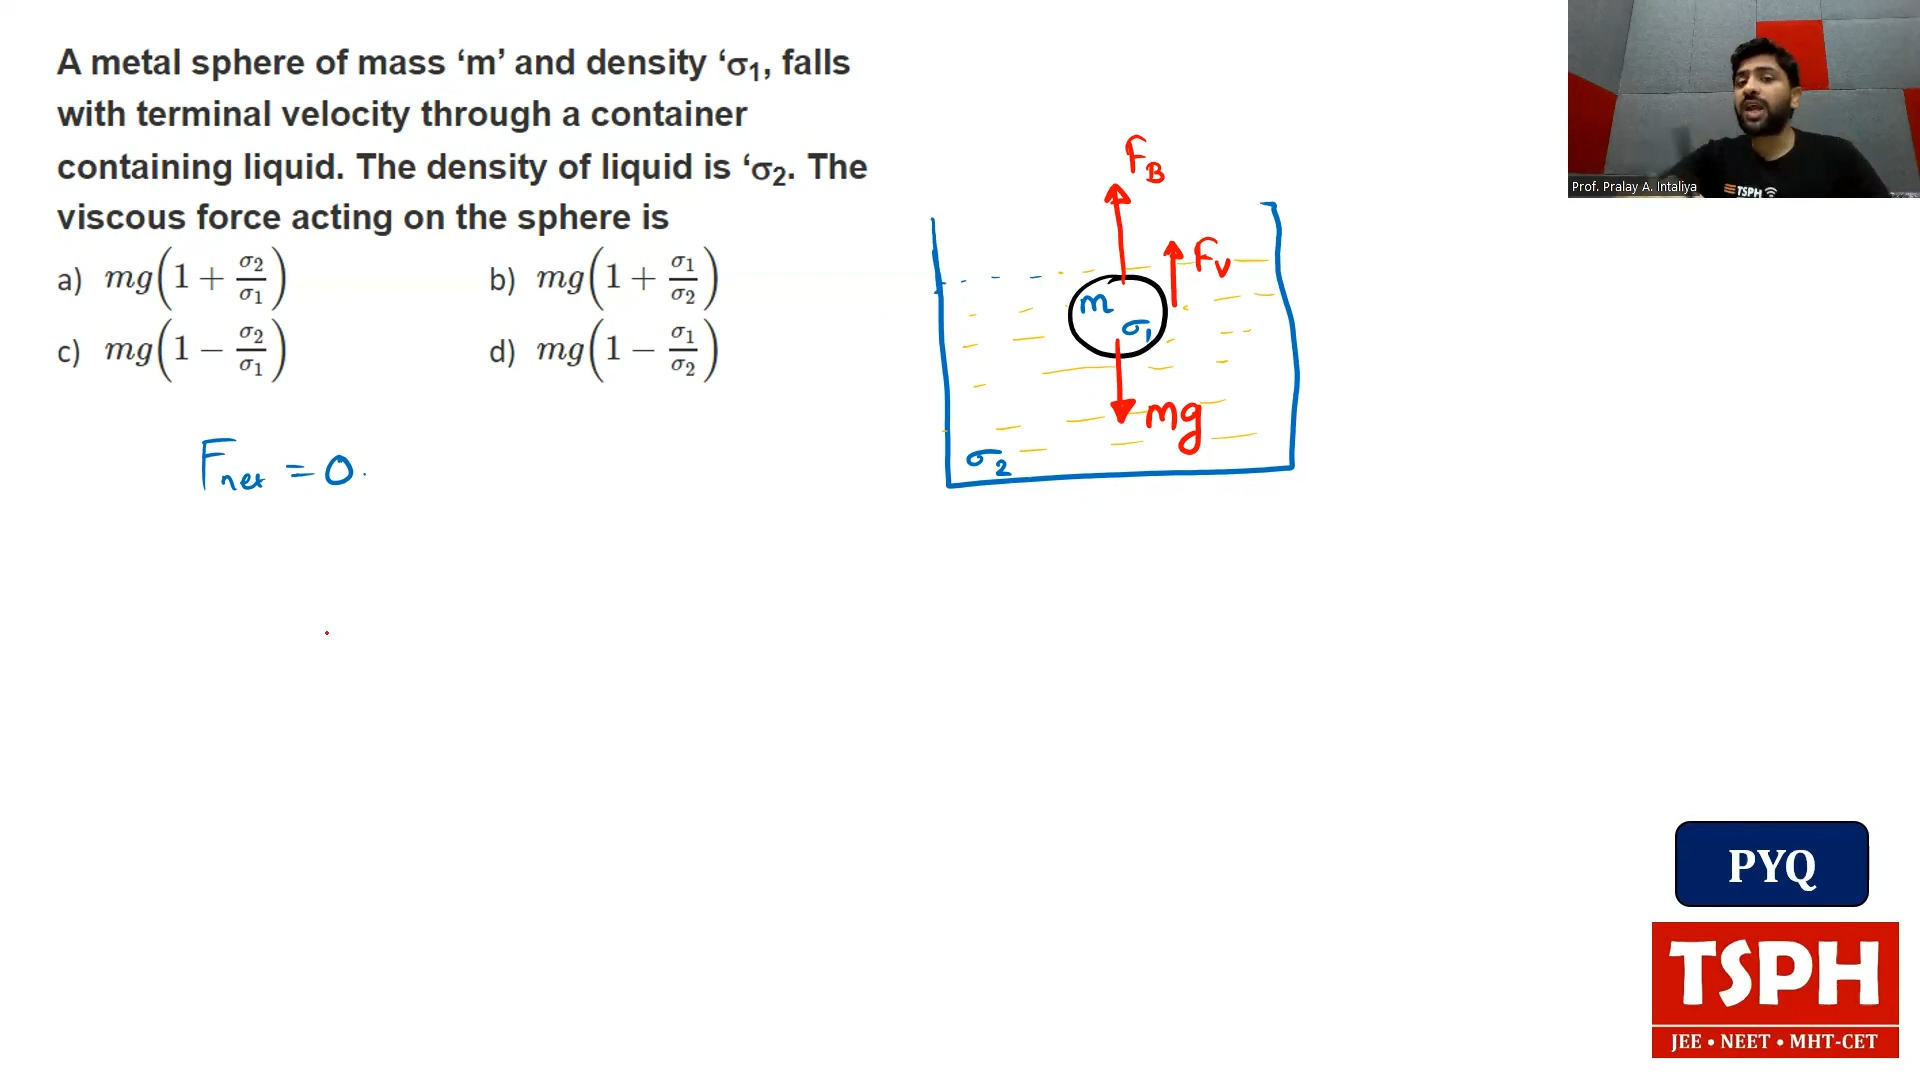 A metal sphere of mass ‘m’ and density ‘σ₁, falls
with terminal velocity through a container
containing liquid. The density of liquid is ‘σ₂. The
viscous force acting on the sphere is
a) mg(1 + σ₂/σ₁) b) mg(1 + σ₁/σ₂)
c) mg(1 − σ₂/σ₁) d) mg(1 − σ₁/σ₂)
F_net = 0.
F_B
F_V
m
σ₁
mg
σ₂
Prof. Pralay A. Intaliya
TSPH
PYQ
TSPH
JEE • NEET • MHT-CET